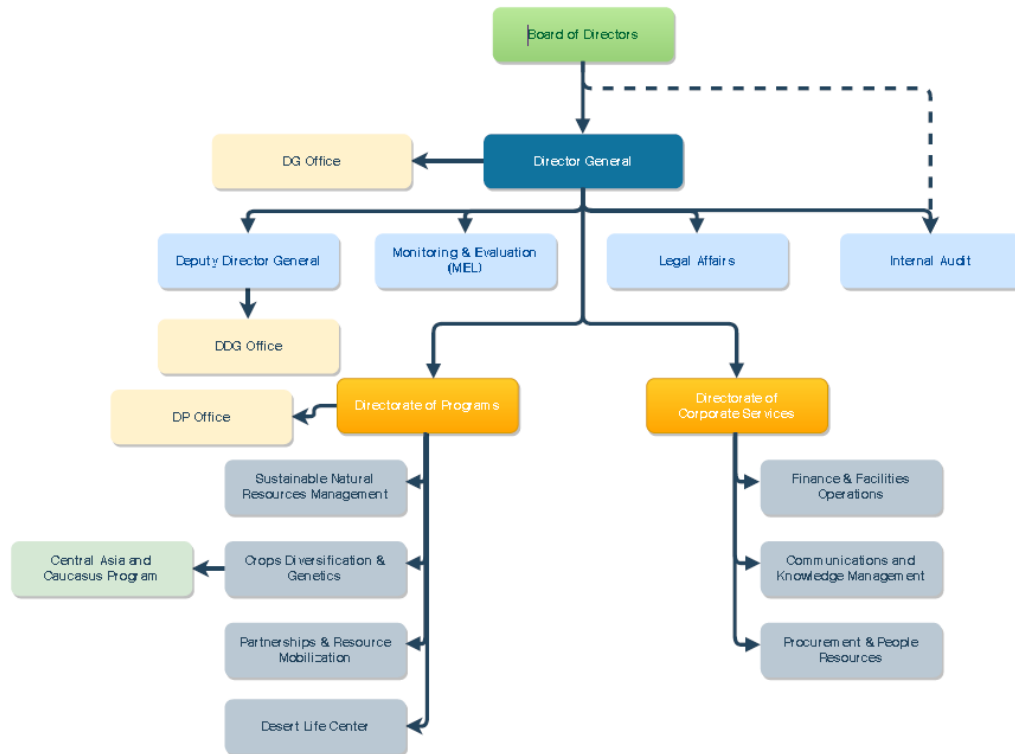 Board of Directors
DG Office
Director General
Deputy Director General
Monitoring & Evaluation
(MEL)
Legal Affairs
Internal Audit
DDG Office
DP Office
Directorate of Programs
Directorate of
Corporate Services
Sustainable Natural
Resources Management
Finance & Facilities
Operations
Central Asia and
Caucasus Program
Crops Diversification &
Genetics
Communications and
Knowledge Management
Partnerships & Resource
Mobilization
Procurement & People
Resources
Desert Life Center